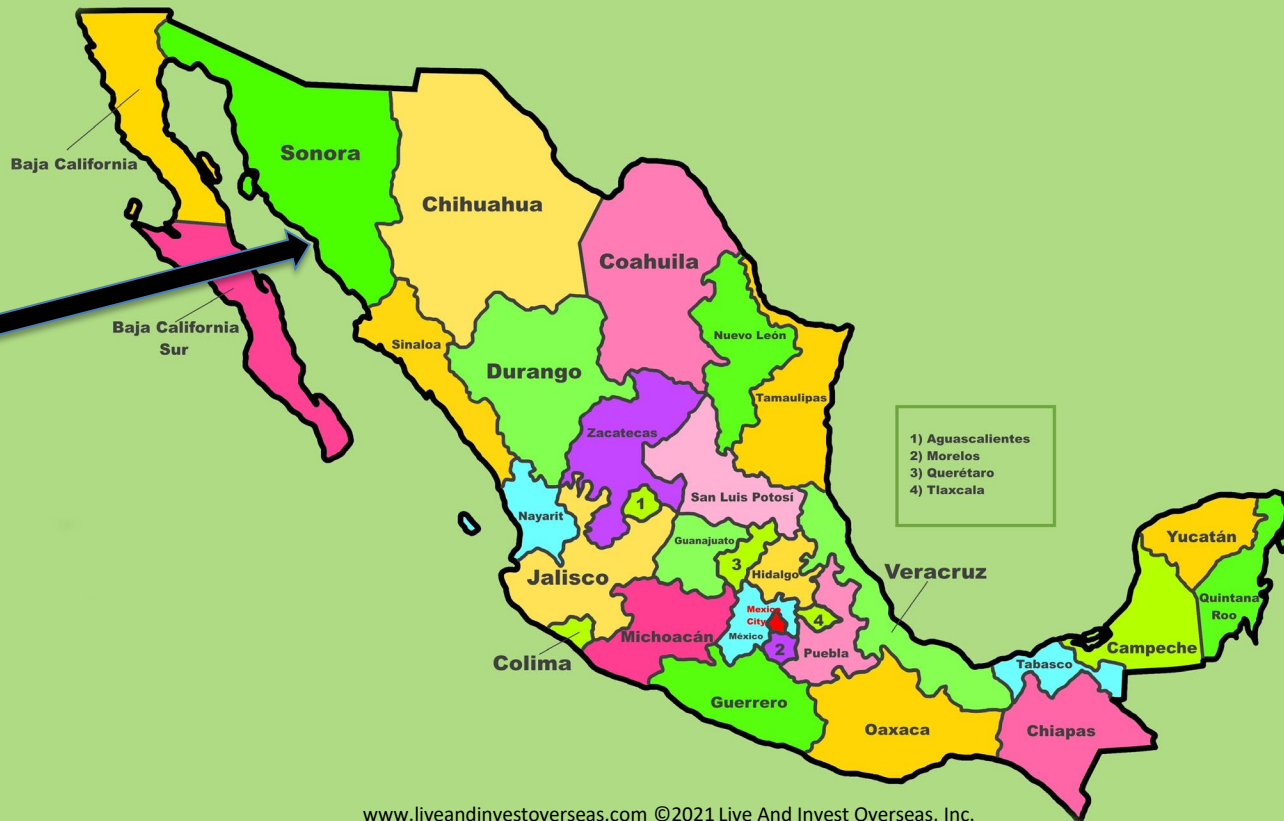 Baja California
Sonora
Chihuahua
Coahuila
Baja California
Sur
Sinaloa
Nuevo León
Durango
Tamaulipas
Zacatecas
1) Aguascalientes
2) Morelos
3) Querétaro
4) Tlaxcala
San Luis Potosí
1
Nayarit
Guanajuato
Yucatán
3
Hidalgo
Veracruz
Jalisco
Quintana
Roo
Mexico
City
4
Michoacán
México
2
Puebla
Campeche
Colima
Tabasco
Guerrero
Oaxaca
Chiapas
www.liveandinvestoverseas.com ©2021 Live And Invest Overseas, Inc.